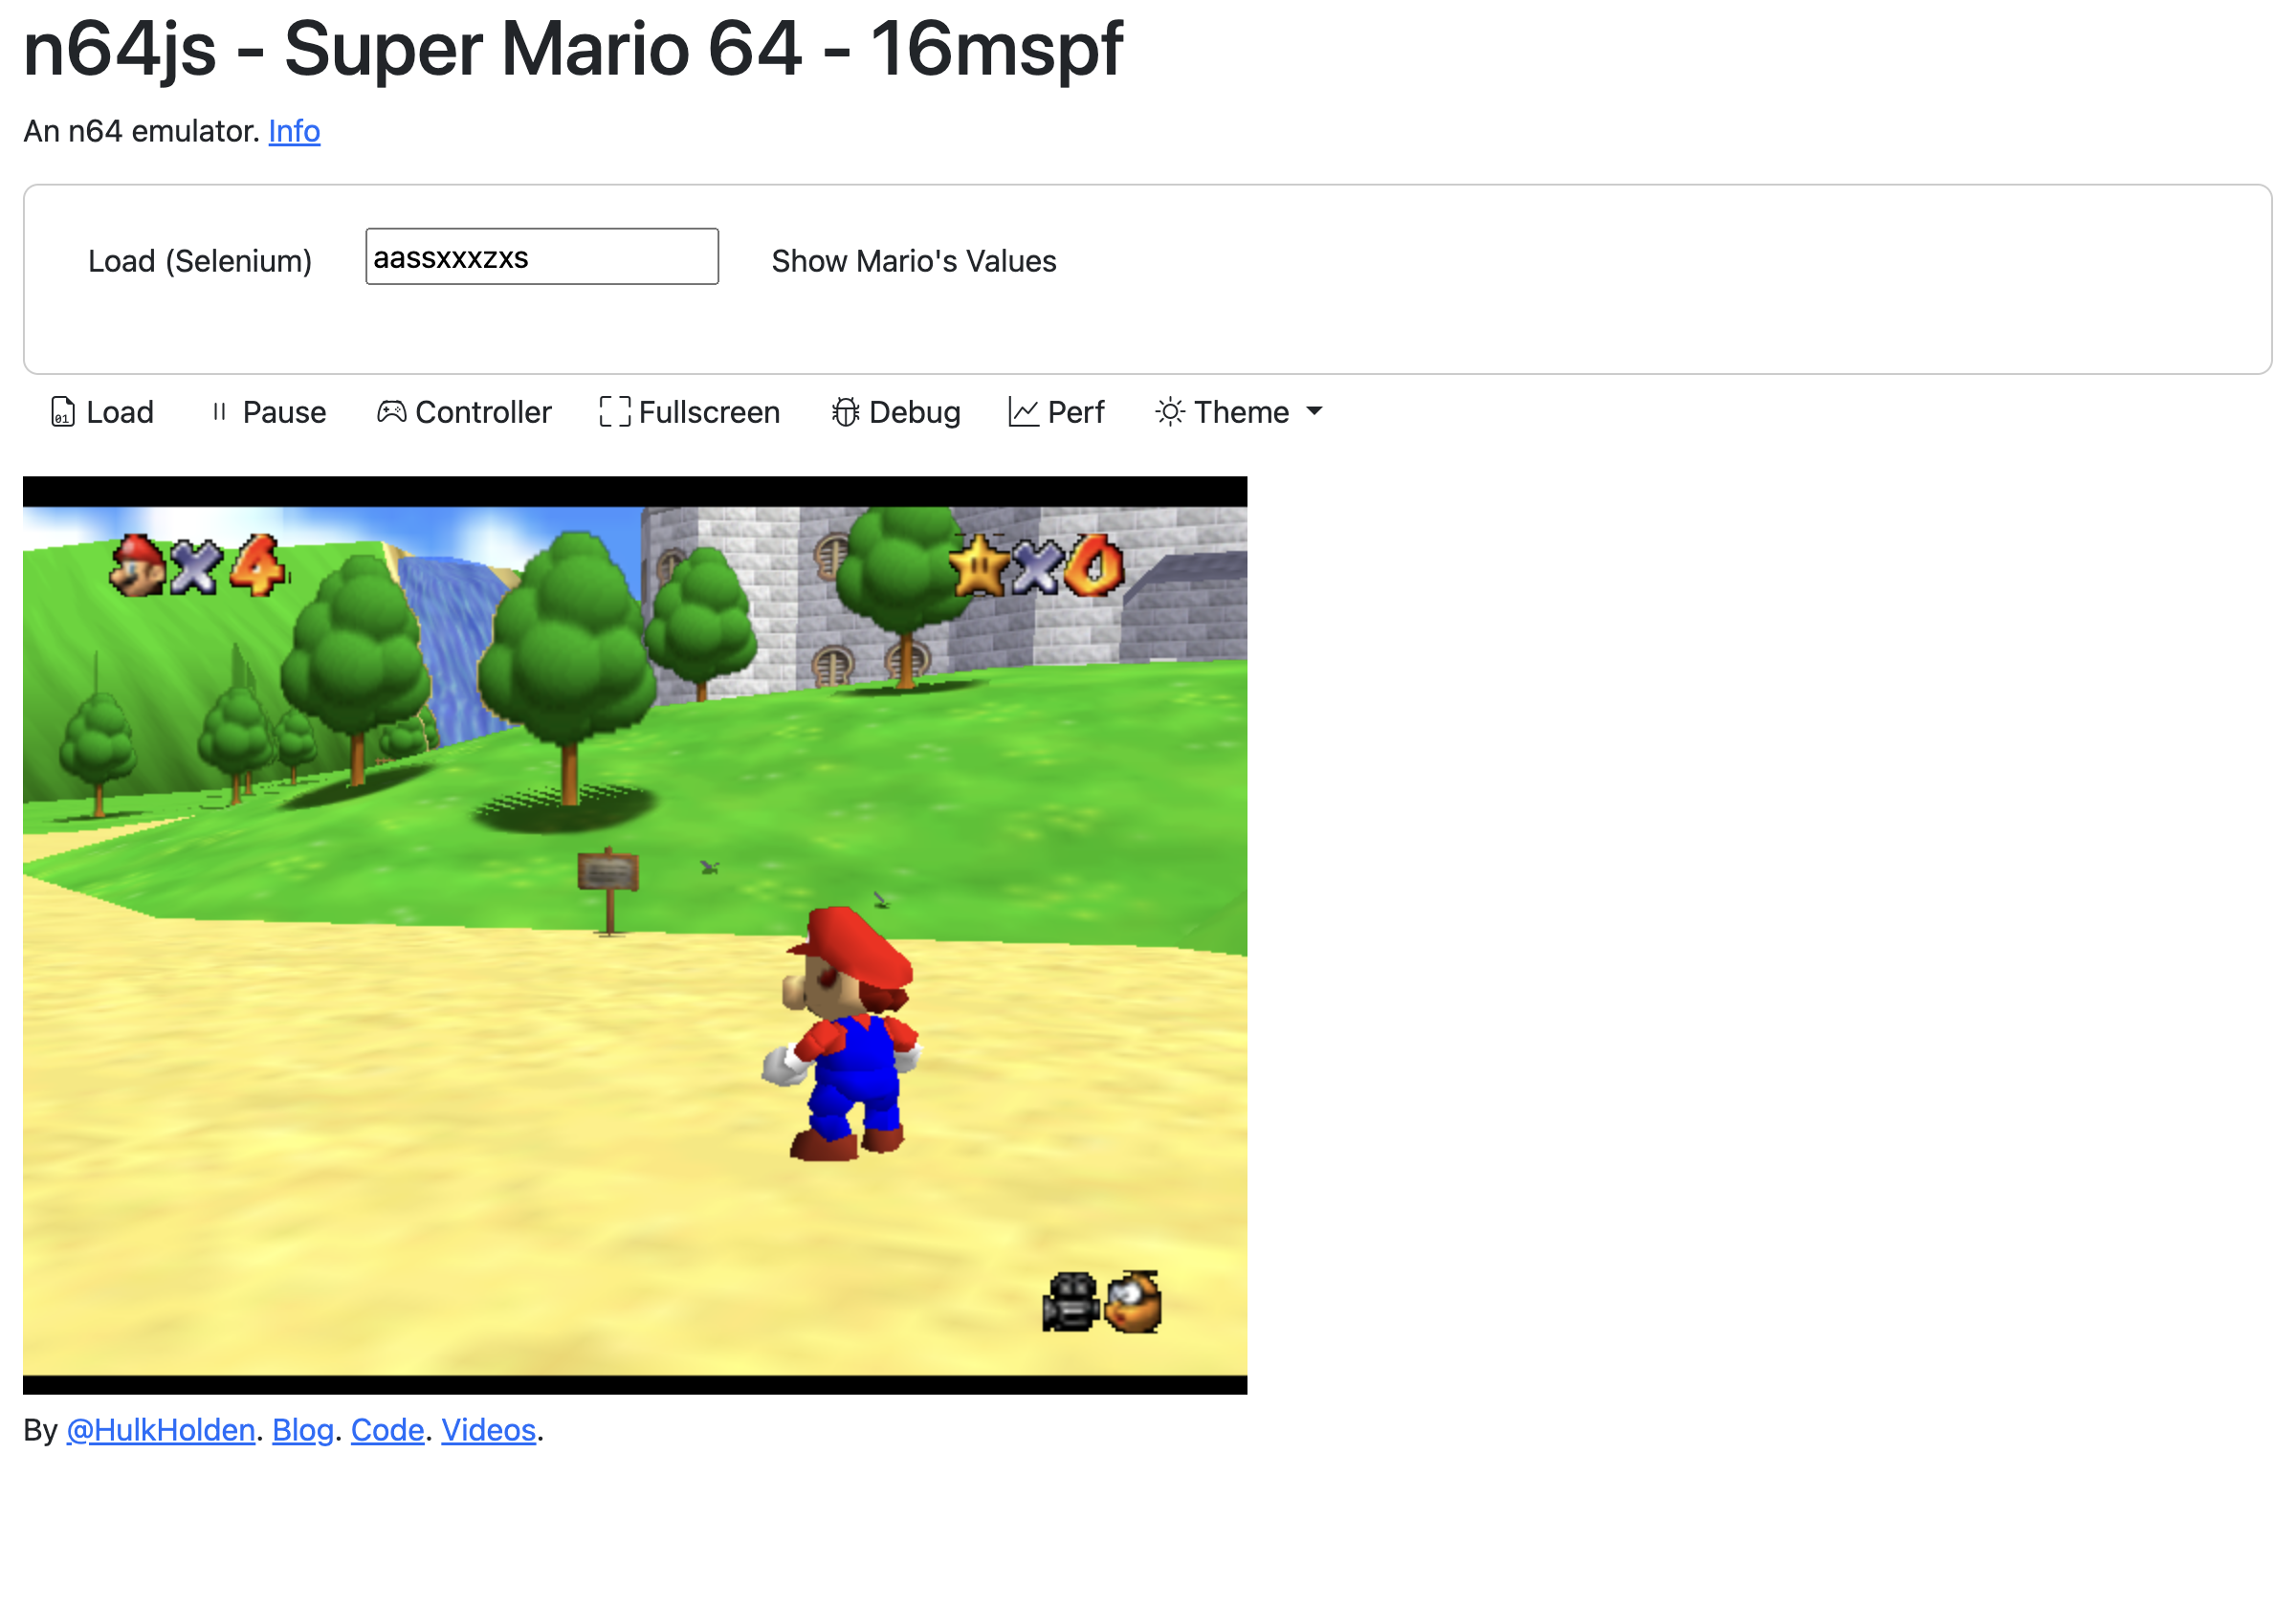 n64js - Super Mario 64 - 16mspf
An n64 emulator. Info
Load (Selenium) aassxxxzxs Show Mario's Values
Load Pause Controller Fullscreen Debug Perf Theme
×4 ×0
By @HulkHolden. Blog. Code. Videos.